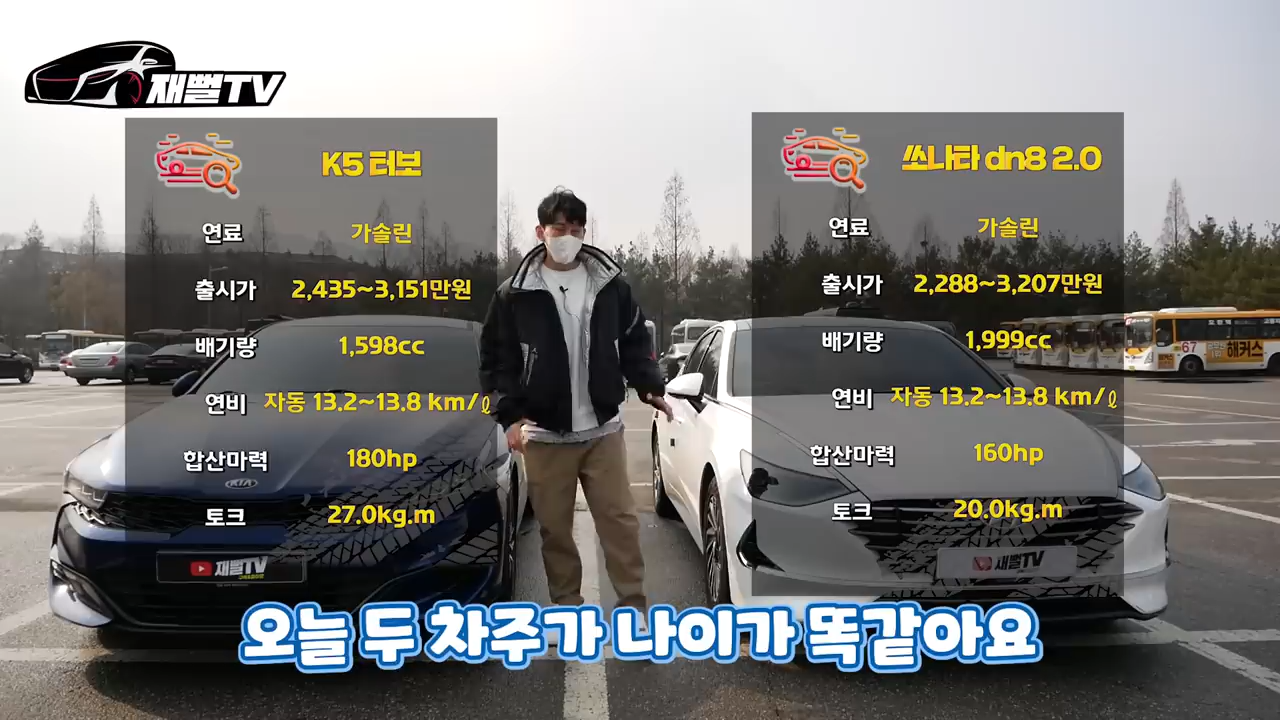 재뻘TV
K5 터보
연료 가솔린
출시가 2,435~3,151만원
배기량 1,598cc
연비 자동 13.2~13.8 km/ℓ
합산마력 180hp
토크 27.0kg.m
쏘나타 dn8 2.0
연료 가솔린
출시가 2,288~3,207만원
배기량 1,999cc
연비 자동 13.2~13.8 km/ℓ
합산마력 160hp
토크 20.0kg.m
67
해커스
KIA
재뻘TV
재뻘TV
오늘 두 차주가 나이가 똑같아요